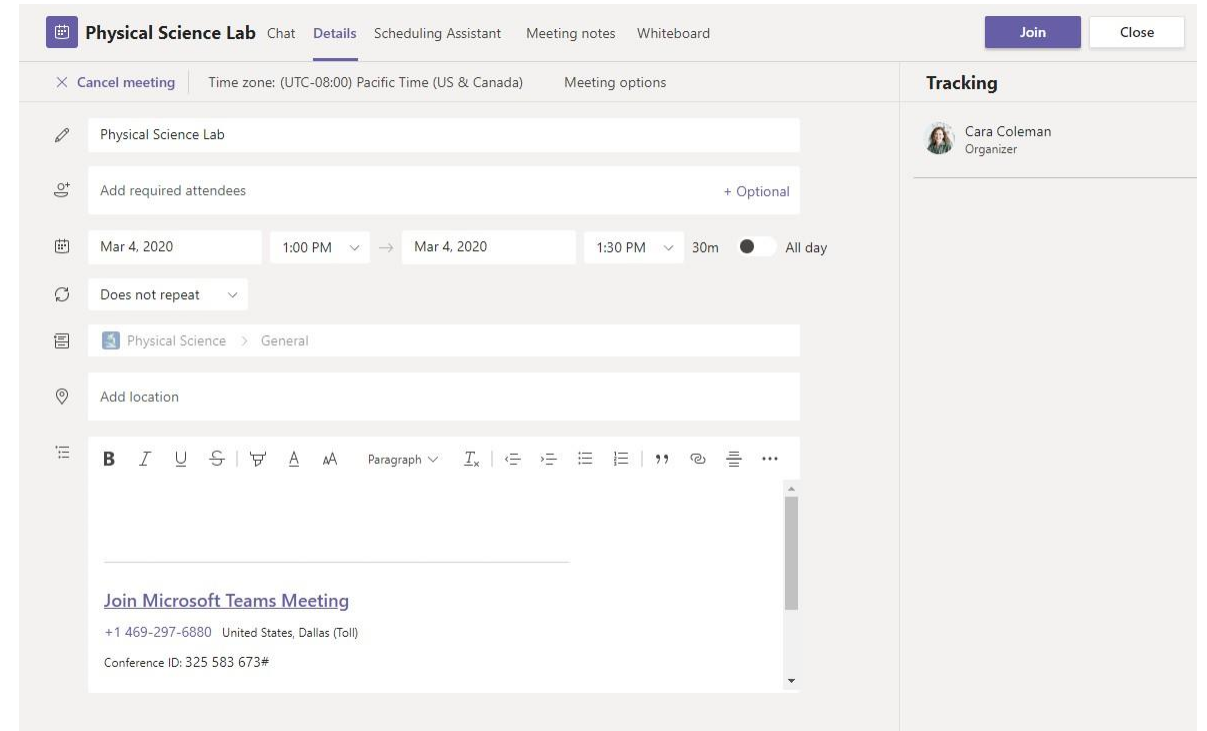 Physical Science Lab Chat Details Scheduling Assistant Meeting notes Whiteboard Join Close
Cancel meeting Time zone: (UTC-08:00) Pacific Time (US & Canada) Meeting options
Tracking
Physical Science Lab
Cara Coleman
Organizer
Add required attendees + Optional
Mar 4, 2020 1:00 PM Mar 4, 2020 1:30 PM 30m All day
Does not repeat
Physical Science > General
Add location
B I U S A AA Paragraph Tx
Join Microsoft Teams Meeting
+1 469-297-6880 United States, Dallas (Toll)
Conference ID: 325 583 673#